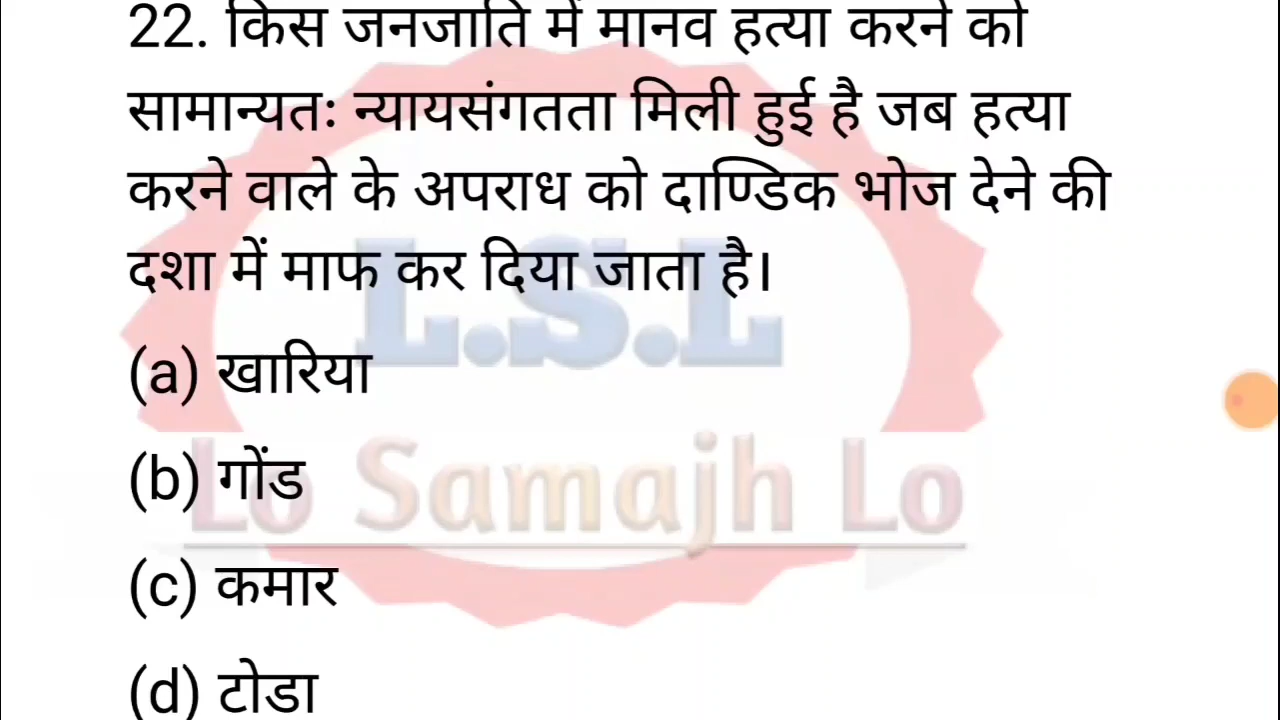 22. किस जनजाति में मानव हत्या करने को
सामान्यतः न्यायसंगतता मिली हुई है जब हत्या
करने वाले के अपराध को दाण्डिक भोज देने की
दशा में माफ कर दिया जाता है।
L.S.L
(a) खारिया
(b) गोंड
Lo Samajh Lo
(c) कमार
(d) टोडा